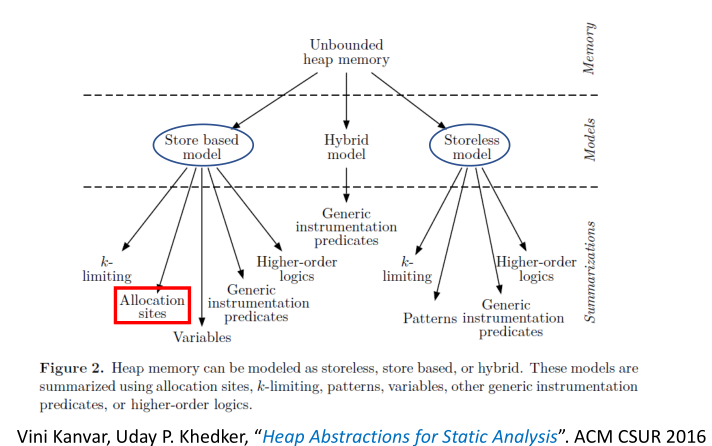 Unbounded
heap memory
Memory
Store based
model
Hybrid
model
Storeless
model
Models
Generic
instrumentation
predicates
k-
limiting
Allocation
sites
Variables
Generic
instrumentation
predicates
Higher-order
logics
k-
limiting
Patterns
Generic
instrumentation
predicates
Higher-order
logics
Summarizations
Figure 2. Heap memory can be modeled as storeless, store based, or hybrid. These models are
summarized using allocation sites, k-limiting, patterns, variables, other generic instrumentation
predicates, or higher-order logics.
Vini Kanvar, Uday P. Khedker, “Heap Abstractions for Static Analysis”. ACM CSUR 2016